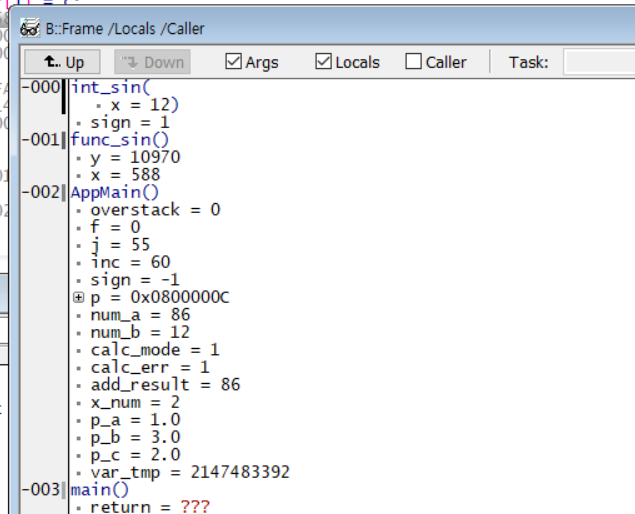 B::Frame /Locals /Caller
Up Down Args Locals Caller Task:
-000 int_sin(
x = 12)
sign = 1
-001 func_sin()
y = 10970
x = 588
-002 AppMain()
overstack = 0
f = 0
j = 55
inc = 60
sign = -1
p = 0x0800000C
num_a = 86
num_b = 12
calc_mode = 1
calc_err = 1
add_result = 86
x_num = 2
p_a = 1.0
p_b = 3.0
p_c = 2.0
var_tmp = 2147483392
-003 main()
return = ???